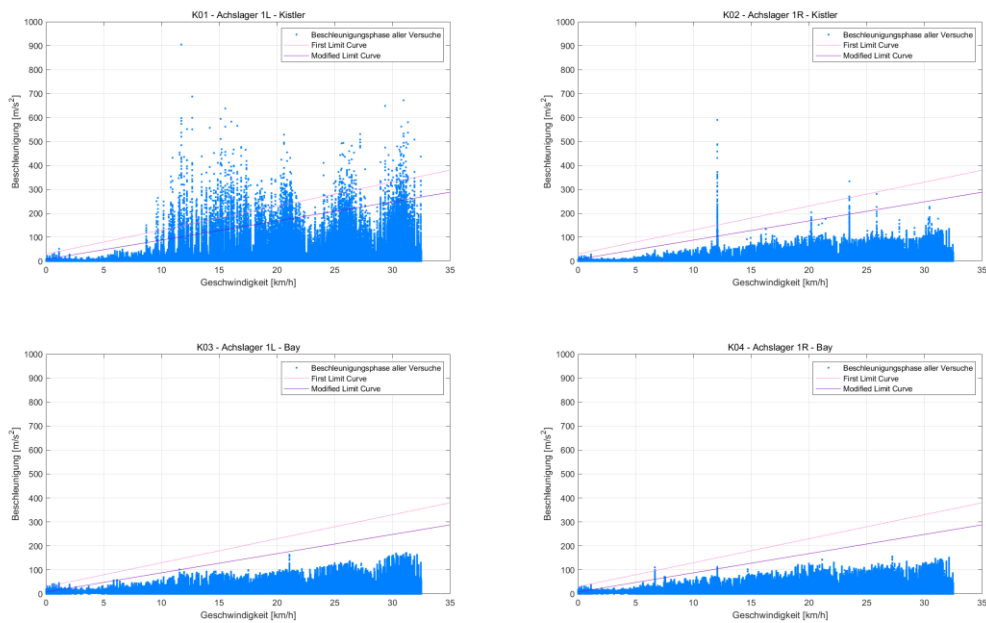 K01 - Achslager 1L - Kistler
Beschleunigungsphase aller Versuche
First Limit Curve
Modified Limit Curve
Beschleunigung [m/s²]
1000
900
800
700
600
500
400
300
200
100
0
0 5 10 15 20 25 30 35
Geschwindigkeit [km/h]
K02 - Achslager 1R - Kistler
Beschleunigungsphase aller Versuche
First Limit Curve
Modified Limit Curve
Beschleunigung [m/s²]
1000
900
800
700
600
500
400
300
200
100
0
0 5 10 15 20 25 30 35
Geschwindigkeit [km/h]
K03 - Achslager 1L - Bay
Beschleunigungsphase aller Versuche
First Limit Curve
Modified Limit Curve
Beschleunigung [m/s²]
1000
900
800
700
600
500
400
300
200
100
0
0 5 10 15 20 25 30 35
Geschwindigkeit [km/h]
K04 - Achslager 1R - Bay
Beschleunigungsphase aller Versuche
First Limit Curve
Modified Limit Curve
Beschleunigung [m/s²]
1000
900
800
700
600
500
400
300
200
100
0
0 5 10 15 20 25 30 35
Geschwindigkeit [km/h]